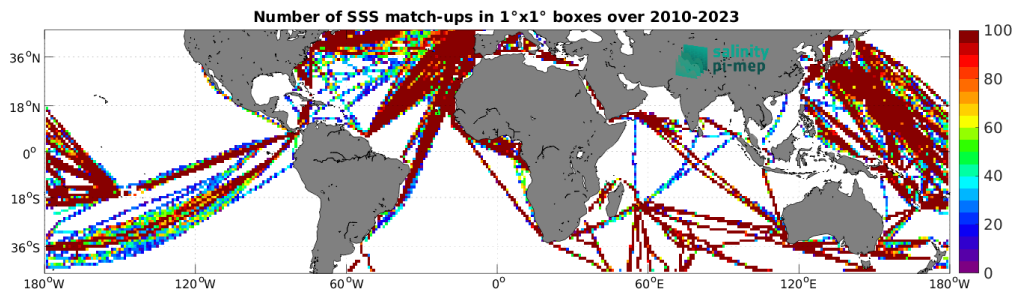 Number of SSS match-ups in 1°x1° boxes over 2010-2023
36°N
18°N
0°
18°S
36°S
180°W
120°W
60°W
0°
60°E
120°E
180°W
salinity
pi-mep
100
80
60
40
20
0